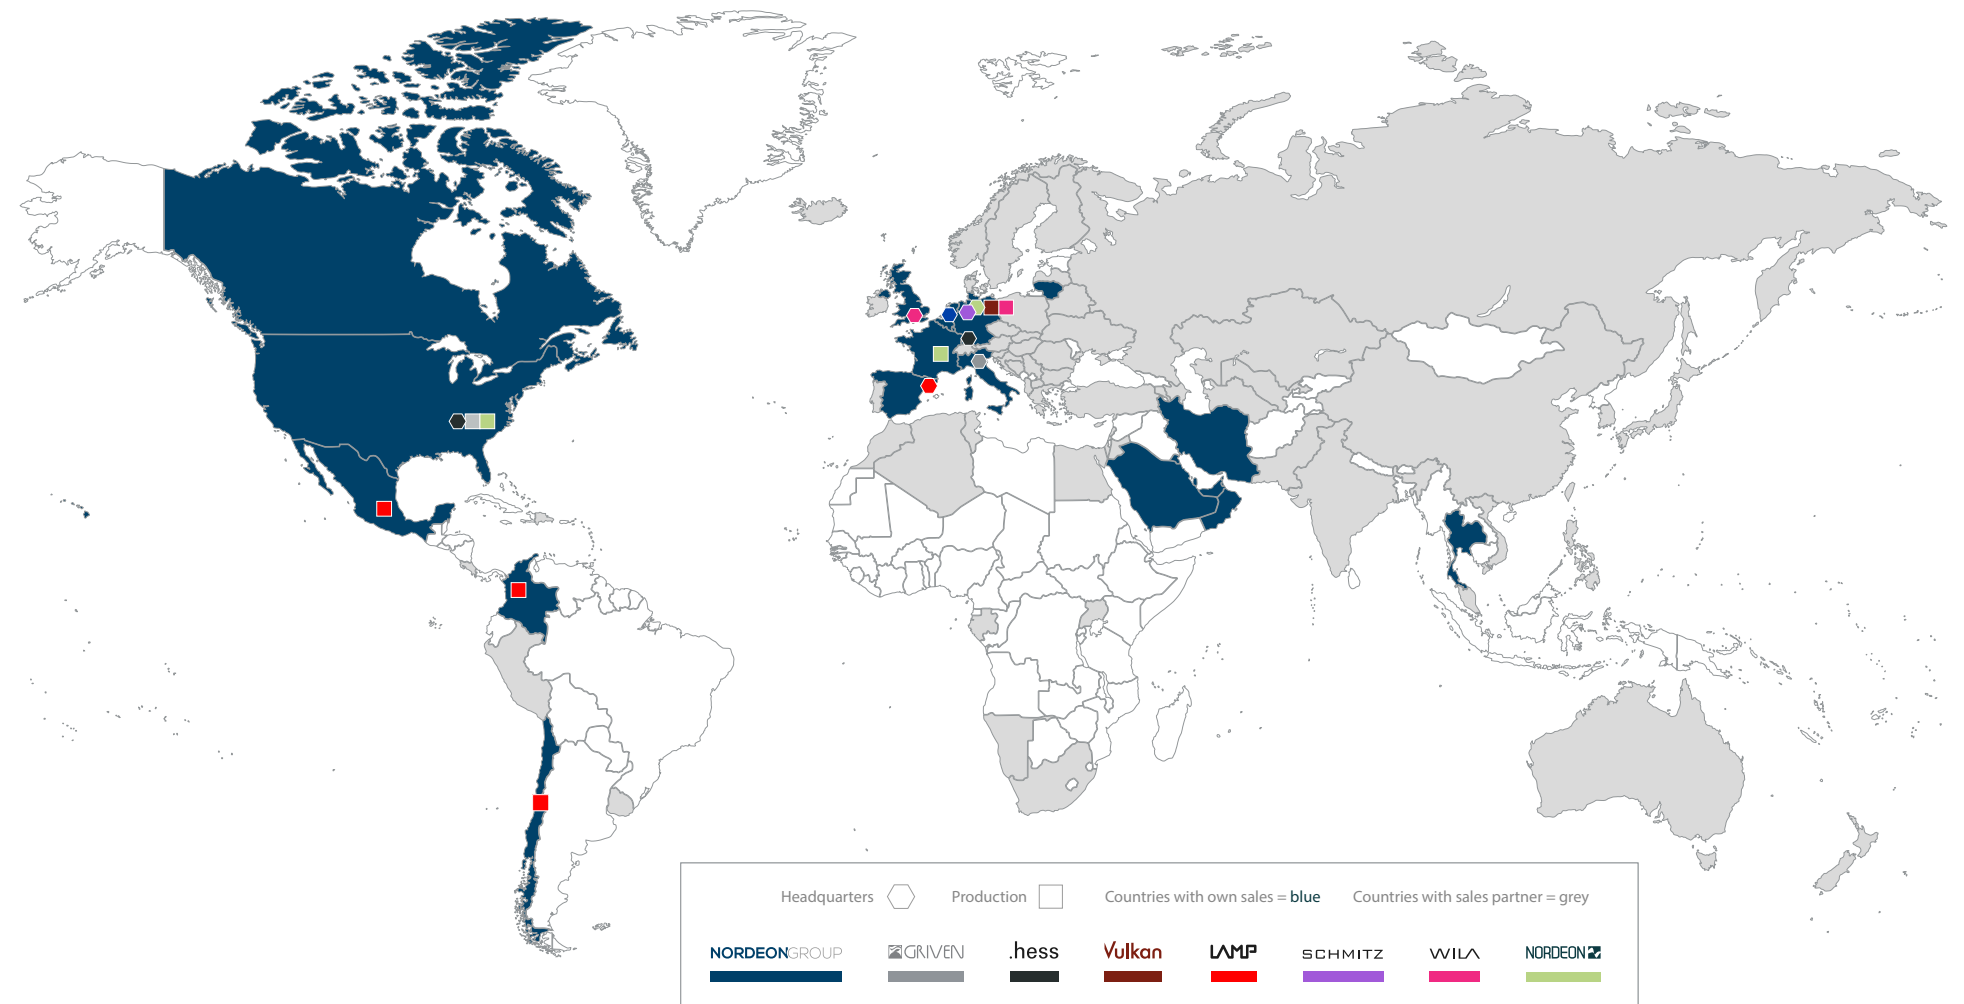 Headquarters Production Countries with own sales = blue Countries with sales partner = grey
NORDEONGROUP GRIVEN .hess Vulkan LAMP SCHMITZ WILA NORDEON